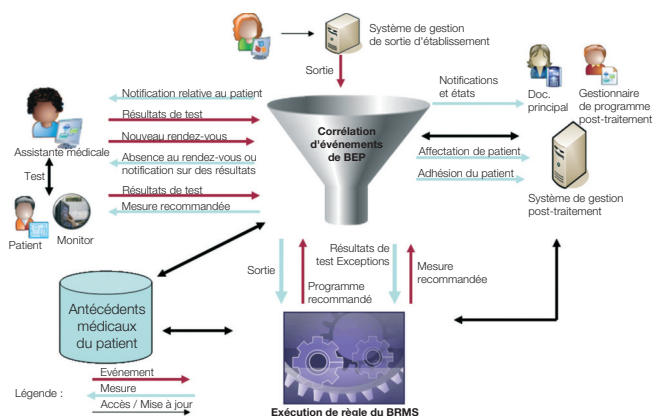 Système de gestion
de sortie d'établissement
Sortie
Notification relative au patient
Résultats de test
Nouveau rendez-vous
Assistante médicale
Absence au rendez-vous ou
notification sur des résultats
Test
Résultats de test
Mesure recommandée
Patient
Monitor
Corrélation
d'événements
de BEP
Notifications
et états
Doc.
principal
Gestionnaire
de programme
post-traitement
Affectation de patient
Adhésion du patient
Système de gestion
post-traitement
Sortie
Programme
recommandé
Résultats de
test Exceptions
Mesure
recommandée
Antécédents
médicaux
du patient
Légende :
Evénement
Mesure
Accès / Mise à jour
Exécution de règle du BRMS